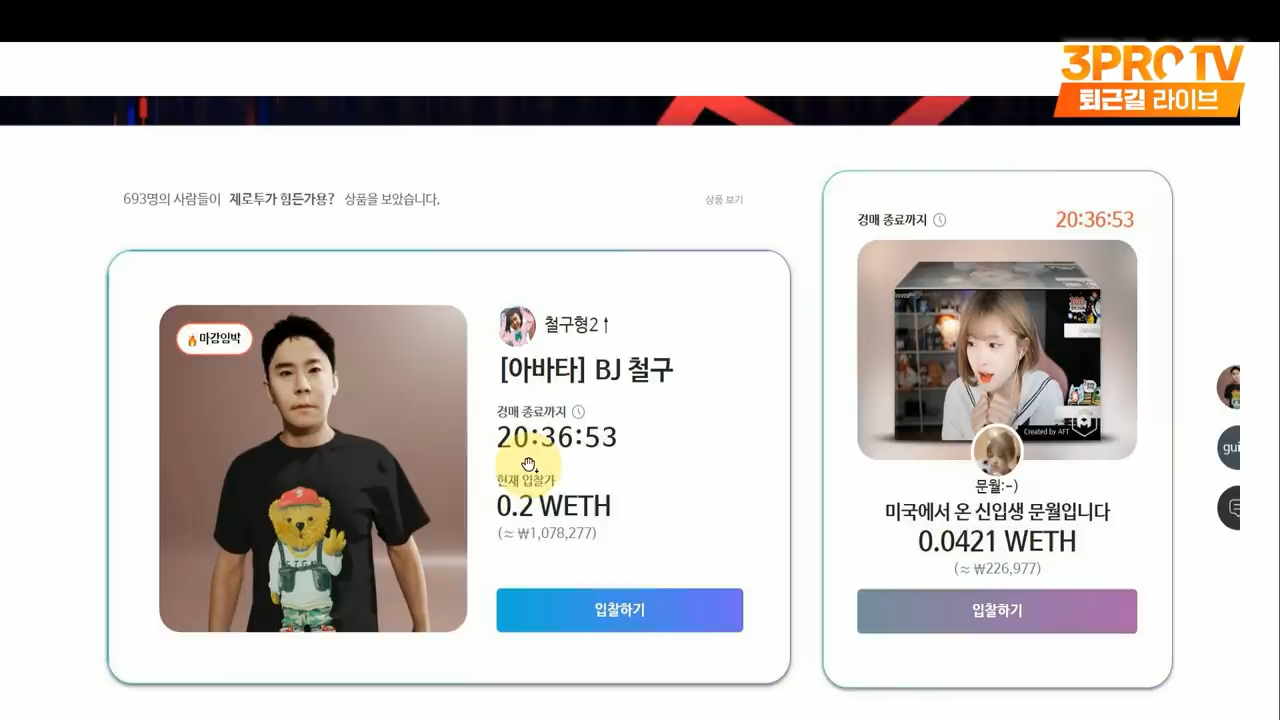 3PRO TV
퇴근길 라이브
693명의 사람들이 제로투가 힘든가용? 상품을 보았습니다.
상품 보기
마감임박
철구형2↑
[아바타] BJ 철구
경매 종료까지
20:36:53
현재 입찰가
0.2 WETH
(≈ ₩1,078,277)
입찰하기
경매 종료까지
20:36:53
Created by AFT
문월:-)
미국에서 온 신입생 문월입니다
0.0421 WETH
(≈ ₩226,977)
입찰하기
gui